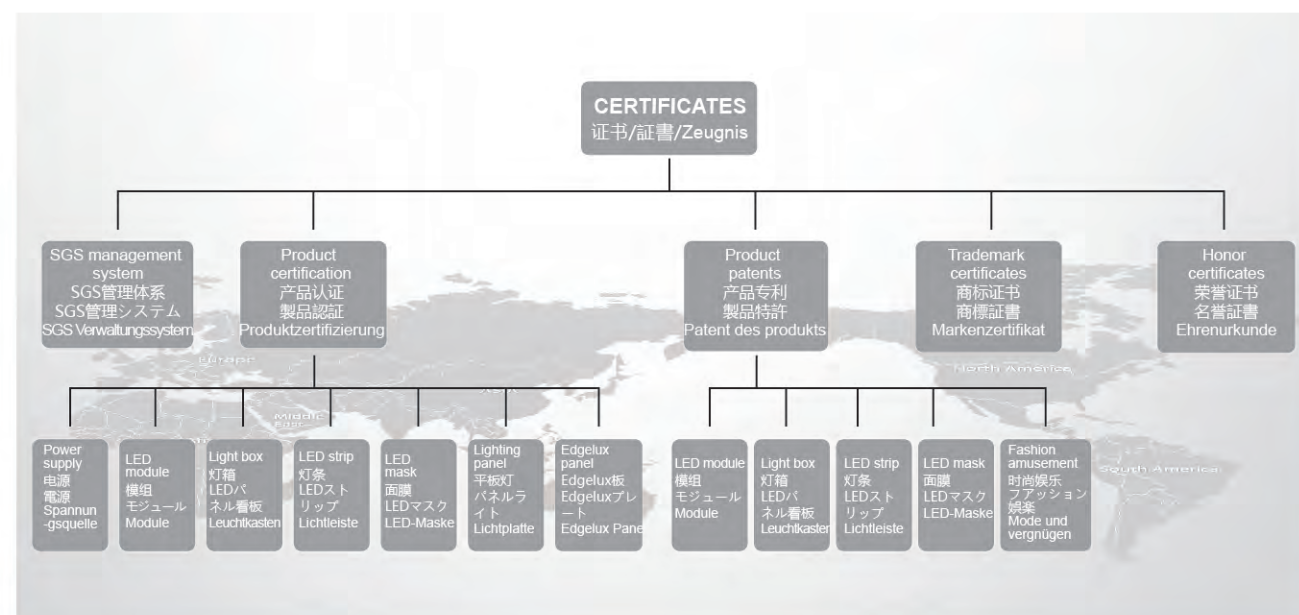 CERTIFICATES
证书/証書/Zeugnis
SGS management
system
SGS管理体系
SGS管理システム
SGS Verwaltungssystem
Product
certification
产品认证
製品認証
Produktzertifizierung
Product
patents
产品专利
製品特許
Patent des produkts
Trademark
certificates
商标证书
商標証書
Markenzertifikat
Honor
certificates
荣誉证书
名誉証書
Ehrenurkunde
Europe
Asia
Middle
East
North America
South America
Power
supply
电源
電源
Spannun
-gsquelle
LED
module
模组
モジュール
Module
Light box
灯箱
LEDパ
ネル看板
Leuchtkasten
LED strip
灯条
LEDスト
リップ
Lichtleiste
LED
mask
面膜
LEDマスク
LED-Maske
Lighting
panel
平板灯
パネルラ
イト
Lichtplatte
Edgelux
panel
Edgelux板
Edgeluxプレ
ート
Edgelux Pane
LED module
模组
モジュール
Module
Light box
灯箱
LEDパ
ネル看板
Leuchtkasten
LED strip
灯条
LEDスト
リップ
Lichtleiste
LED mask
面膜
LEDマスク
LED-Maske
Fashion
amusement
时尚娱乐
フアッション
娯楽
Mode und
vergnügen